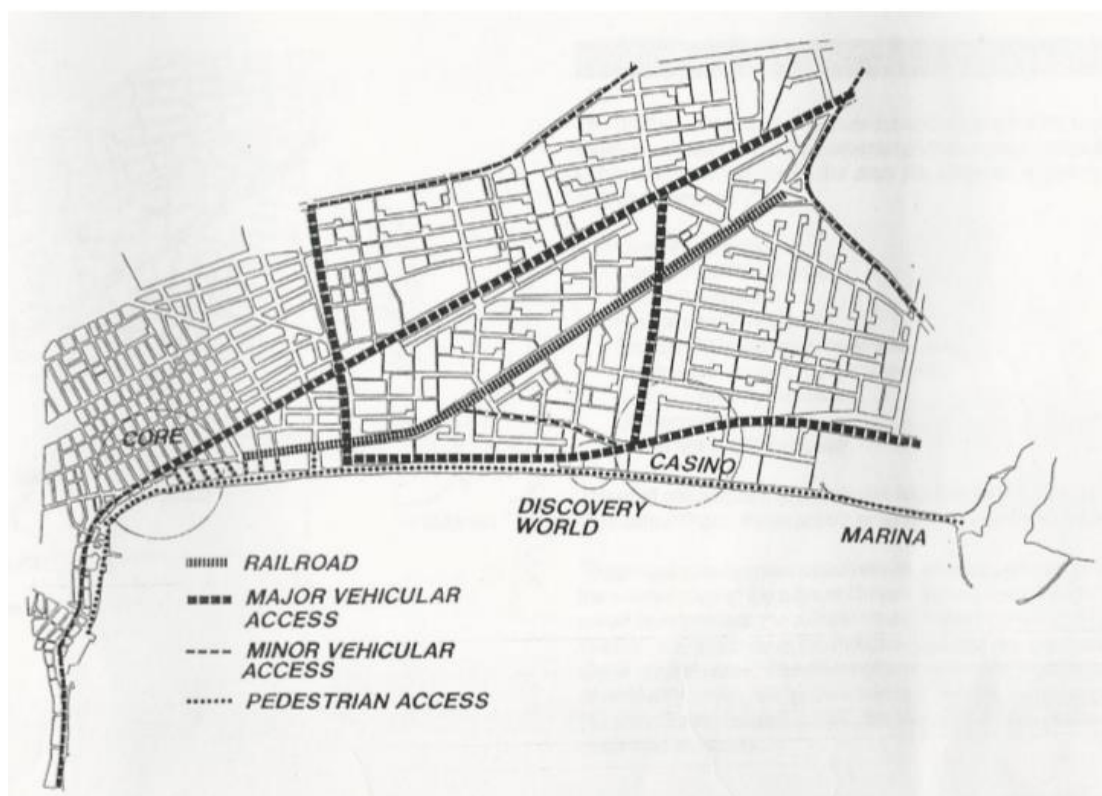 CORE
CASINO
DISCOVERY
WORLD
MARINA
RAILROAD
MAJOR VEHICULAR
ACCESS
MINOR VEHICULAR
ACCESS
PEDESTRIAN ACCESS